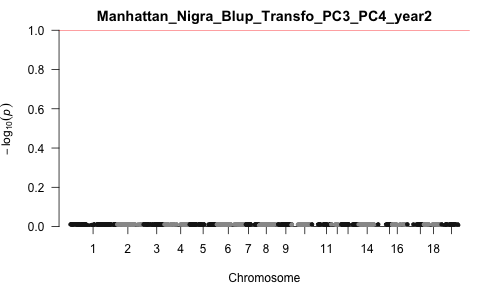 Manhattan_Nigra_Blup_Transfo_PC3_PC4_year2
1.0
0.8
0.6
0.4
0.2
0.0
− log10(p)
1 2 3 4 5 6 7 8 9 11 14 16 18
Chromosome